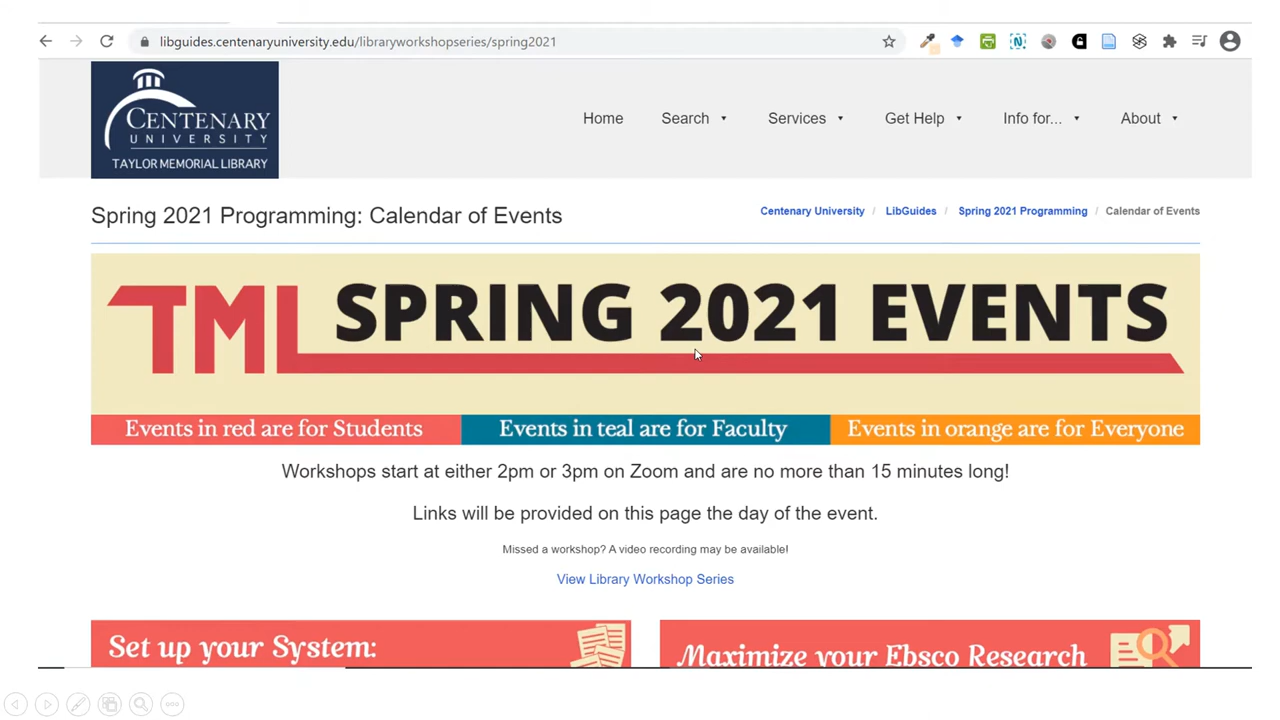 libguides.centenaryuniversity.edu/libraryworkshopseries/spring2021
CENTENARY
UNIVERSITY
TAYLOR MEMORIAL LIBRARY
Home Search Services Get Help Info for... About
Spring 2021 Programming: Calendar of Events
Centenary University / LibGuides / Spring 2021 Programming / Calendar of Events
TML SPRING 2021 EVENTS
Events in red are for Students Events in teal are for Faculty Events in orange are for Everyone
Workshops start at either 2pm or 3pm on Zoom and are no more than 15 minutes long!
Links will be provided on this page the day of the event.
Missed a workshop? A video recording may be available!
View Library Workshop Series
Set up your System:
Maximize your Ebsco Research